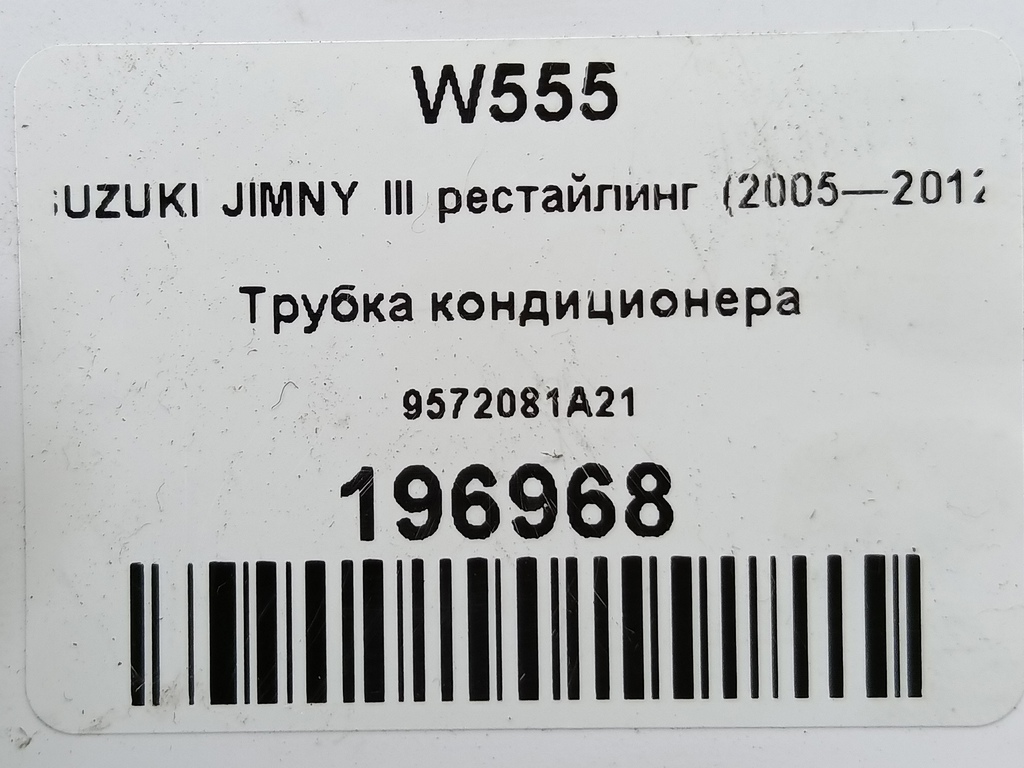 W555
SUZUKI JIMNY III рестайлинг (2005—2012
Трубка кондиционера
9572081A21
196968